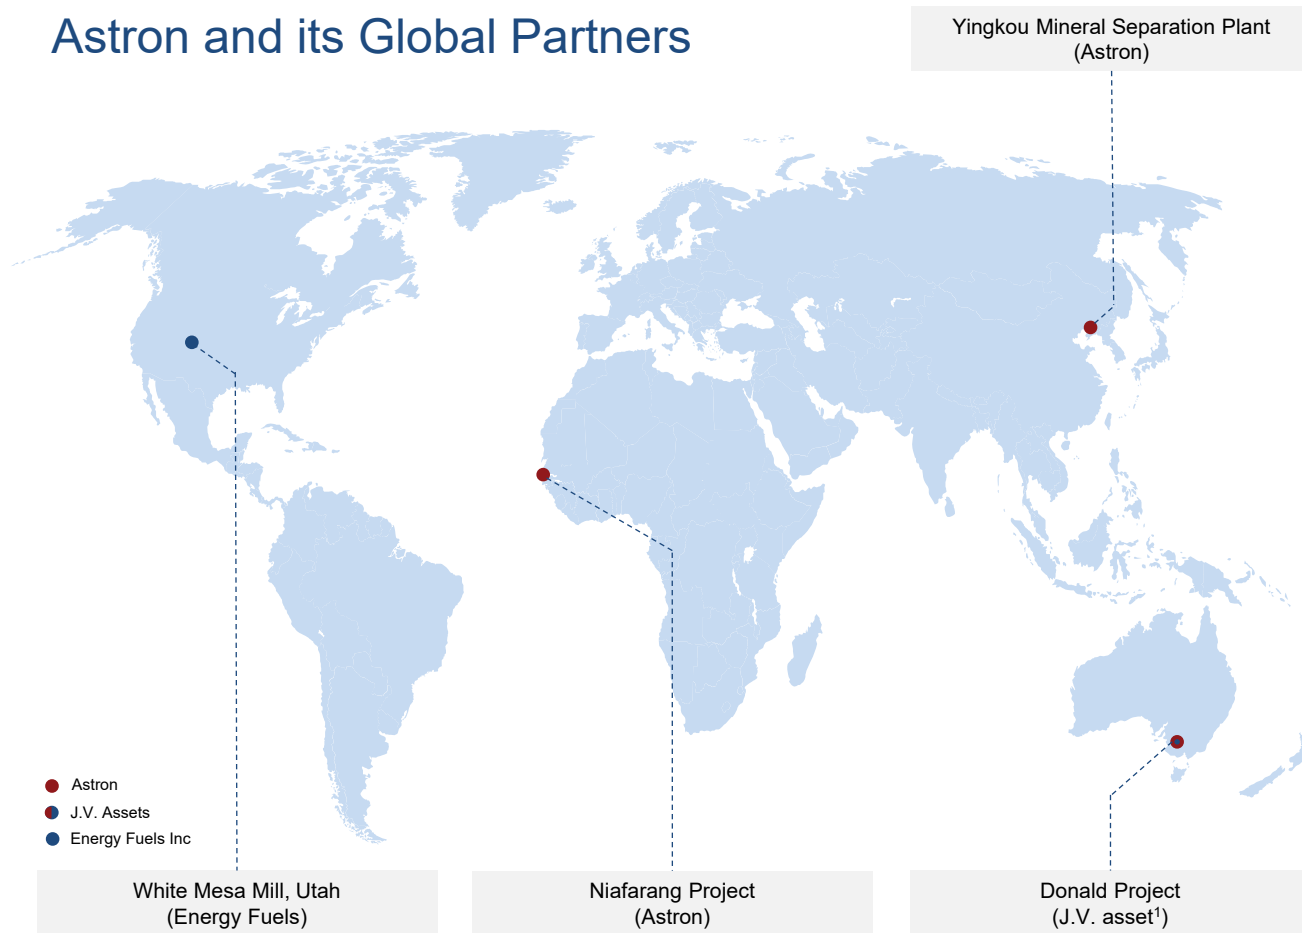 Astron and its Global Partners
Yingkou Mineral Separation Plant
(Astron)
Astron
J.V. Assets
Energy Fuels Inc
White Mesa Mill, Utah
(Energy Fuels)
Niafarang Project
(Astron)
Donald Project
(J.V. asset¹)